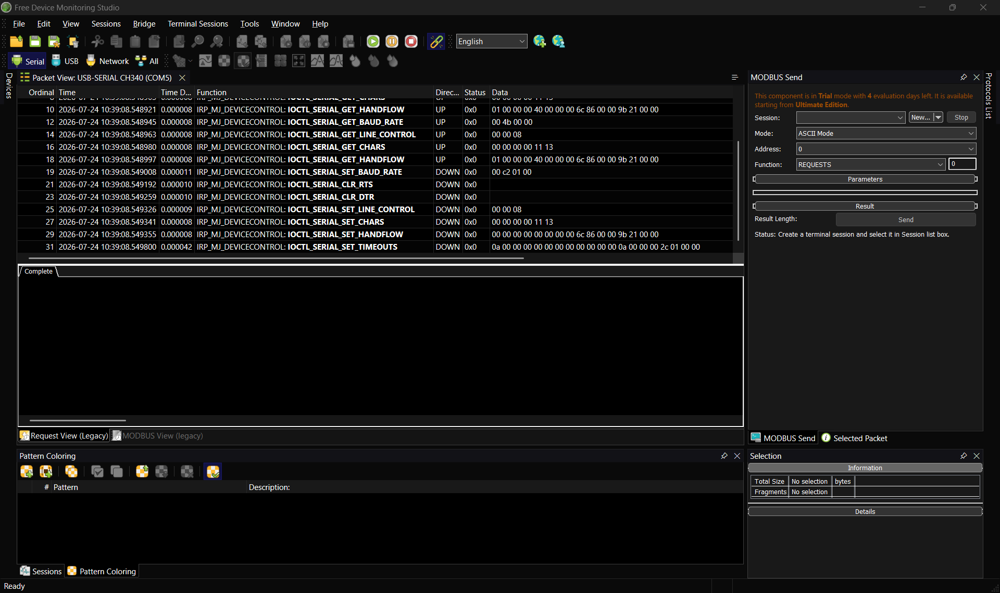 Free Device Monitoring Studio
File Edit View Sessions Bridge Terminal Sessions Tools Window Help
English
Serial USB Network All
Devices
Packet View: USB-SERIAL CH340 (COM5)
Ordinal Time Time D... Function Direc... Status Data
10 2026-07-24 10:39:08.548921 0.000008 IRP_MJ_DEVICECONTROL: IOCTL_SERIAL_GET_HANDFLOW UP 0x0 01 00 00 00 40 00 00 00 6c 86 00 00 9b 21 00 00
12 2026-07-24 10:39:08.548945 0.000008 IRP_MJ_DEVICECONTROL: IOCTL_SERIAL_GET_BAUD_RATE UP 0x0 00 4b 00 00
14 2026-07-24 10:39:08.548963 0.000008 IRP_MJ_DEVICECONTROL: IOCTL_SERIAL_GET_LINE_CONTROL UP 0x0 00 00 08
16 2026-07-24 10:39:08.548980 0.000008 IRP_MJ_DEVICECONTROL: IOCTL_SERIAL_GET_CHARS UP 0x0 00 00 00 00 11 13
18 2026-07-24 10:39:08.548997 0.000008 IRP_MJ_DEVICECONTROL: IOCTL_SERIAL_GET_HANDFLOW UP 0x0 01 00 00 00 40 00 00 00 6c 86 00 00 9b 21 00 00
19 2026-07-24 10:39:08.549008 0.000011 IRP_MJ_DEVICECONTROL: IOCTL_SERIAL_SET_BAUD_RATE DOWN 0x0 00 c2 01 00
21 2026-07-24 10:39:08.549192 0.000010 IRP_MJ_DEVICECONTROL: IOCTL_SERIAL_CLR_RTS DOWN 0x0
23 2026-07-24 10:39:08.549259 0.000010 IRP_MJ_DEVICECONTROL: IOCTL_SERIAL_CLR_DTR DOWN 0x0
25 2026-07-24 10:39:08.549326 0.000009 IRP_MJ_DEVICECONTROL: IOCTL_SERIAL_SET_LINE_CONTROL DOWN 0x0 00 00 08
27 2026-07-24 10:39:08.549341 0.000008 IRP_MJ_DEVICECONTROL: IOCTL_SERIAL_SET_CHARS DOWN 0x0 00 00 00 00 11 13
29 2026-07-24 10:39:08.549355 0.000008 IRP_MJ_DEVICECONTROL: IOCTL_SERIAL_SET_HANDFLOW DOWN 0x0 00 00 00 00 00 00 00 00 6c 86 00 00 9b 21 00 00
31 2026-07-24 10:39:08.549800 0.000042 IRP_MJ_DEVICECONTROL: IOCTL_SERIAL_SET_TIMEOUTS DOWN 0x0 0a 00 00 00 00 00 00 00 00 00 00 00 0a 00 00 00 2c 01 00 00
Complete
Request View (Legacy) MODBUS View (legacy)
Pattern Coloring
# Pattern Description:
Sessions Pattern Coloring
Ready
MODBUS Send
This component is in Trial mode with 4 evaluation days left. It is available
starting from Ultimate Edition.
Session: New... Stop
Mode: ASCII Mode
Address: 0
Function: REQUESTS 0
Parameters
Result
Result Length: Send
Status: Create a terminal session and select it in Session list box.
MODBUS Send Selected Packet
Selection
Information
Total Size No selection bytes
Fragments No selection
Details
Protocols List